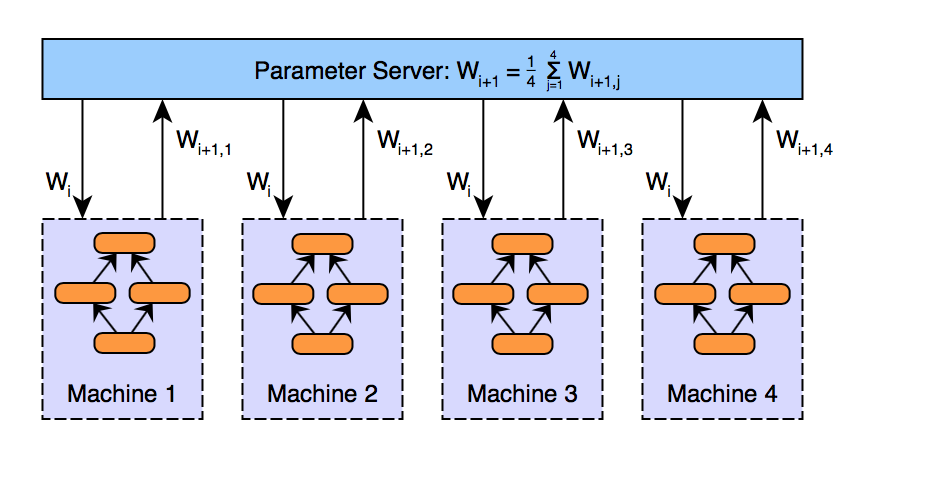 Parameter Server: W_{i+1} = \frac{1}{4} \sum_{j=1}^{4} W_{i+1,j}
W_{i+1,1}
W_{i+1,2}
W_{i+1,3}
W_{i+1,4}
W_i
W_i
W_i
W_i
Machine 1
Machine 2
Machine 3
Machine 4